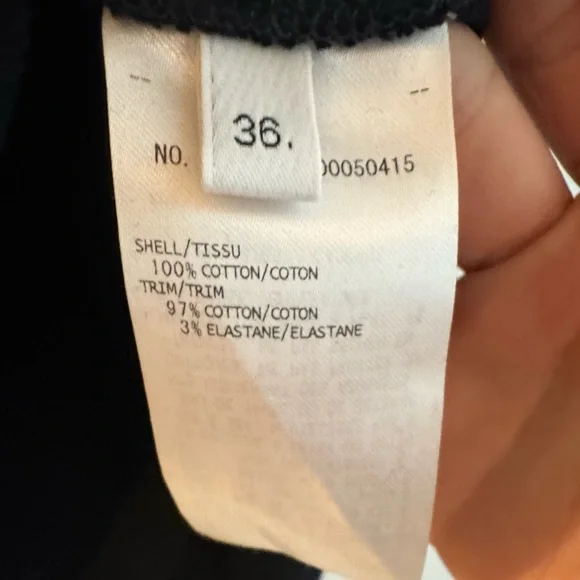 -- --
36.
NO. 00050415
SHELL/TISSU
100% COTTON/COTON
TRIM/TRIM
97% COTTON/COTON
3% ELASTANE/ELASTANE